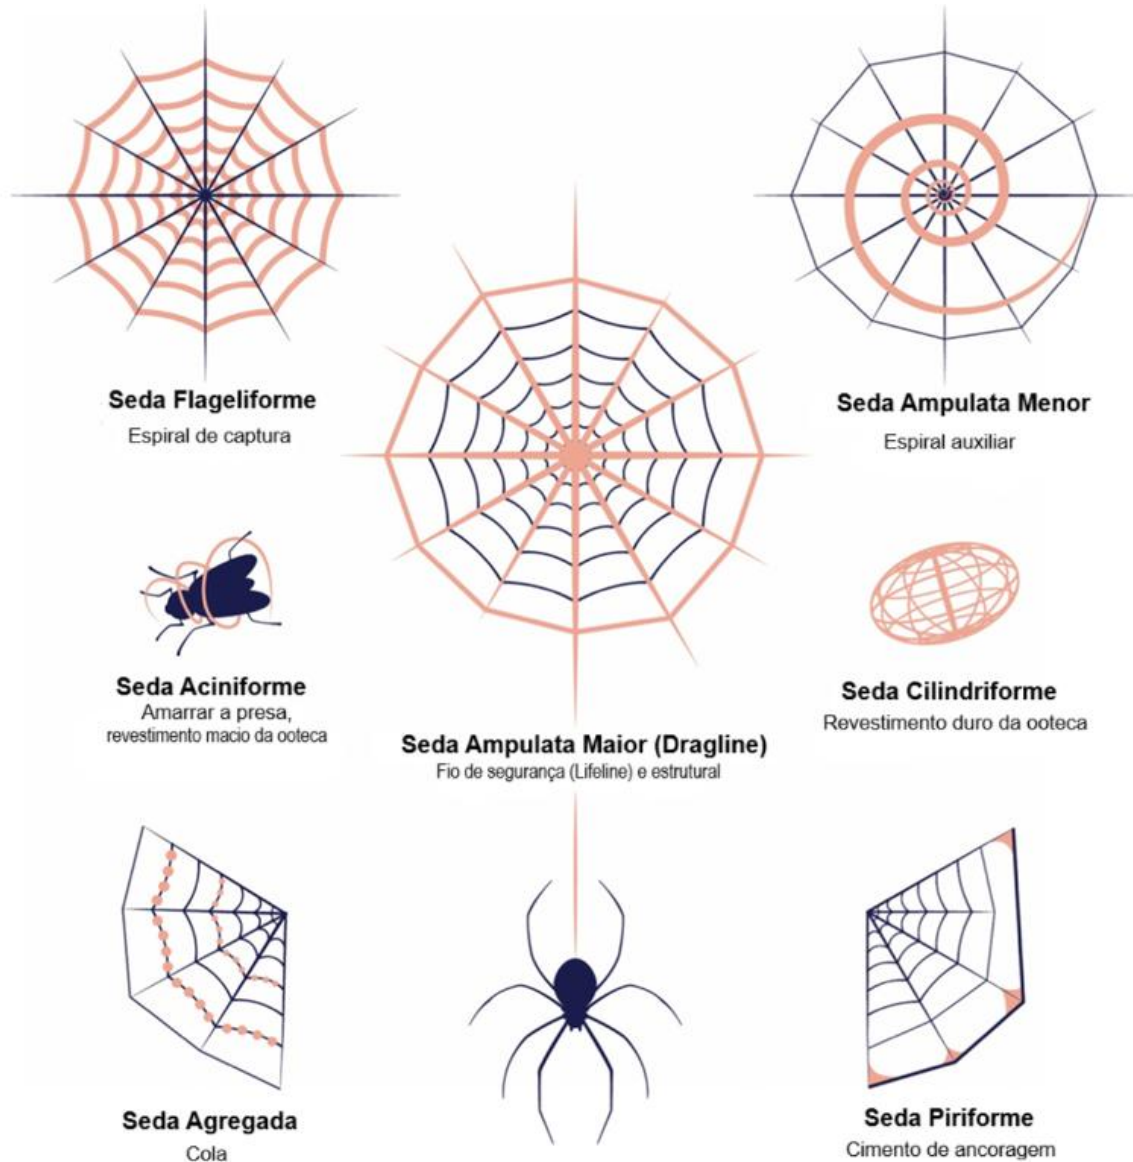 Seda Flageliforme
Espiral de captura
Seda Ampulata Menor
Espiral auxiliar
Seda Aciniforme
Amarrar a presa,
revestimento macio da ooteca
Seda Cilindriforme
Revestimento duro da ooteca
Seda Ampulata Maior (Dragline)
Fio de segurança (Lifeline) e estrutural
Seda Agregada
Cola
Seda Piriforme
Cimento de ancoragem